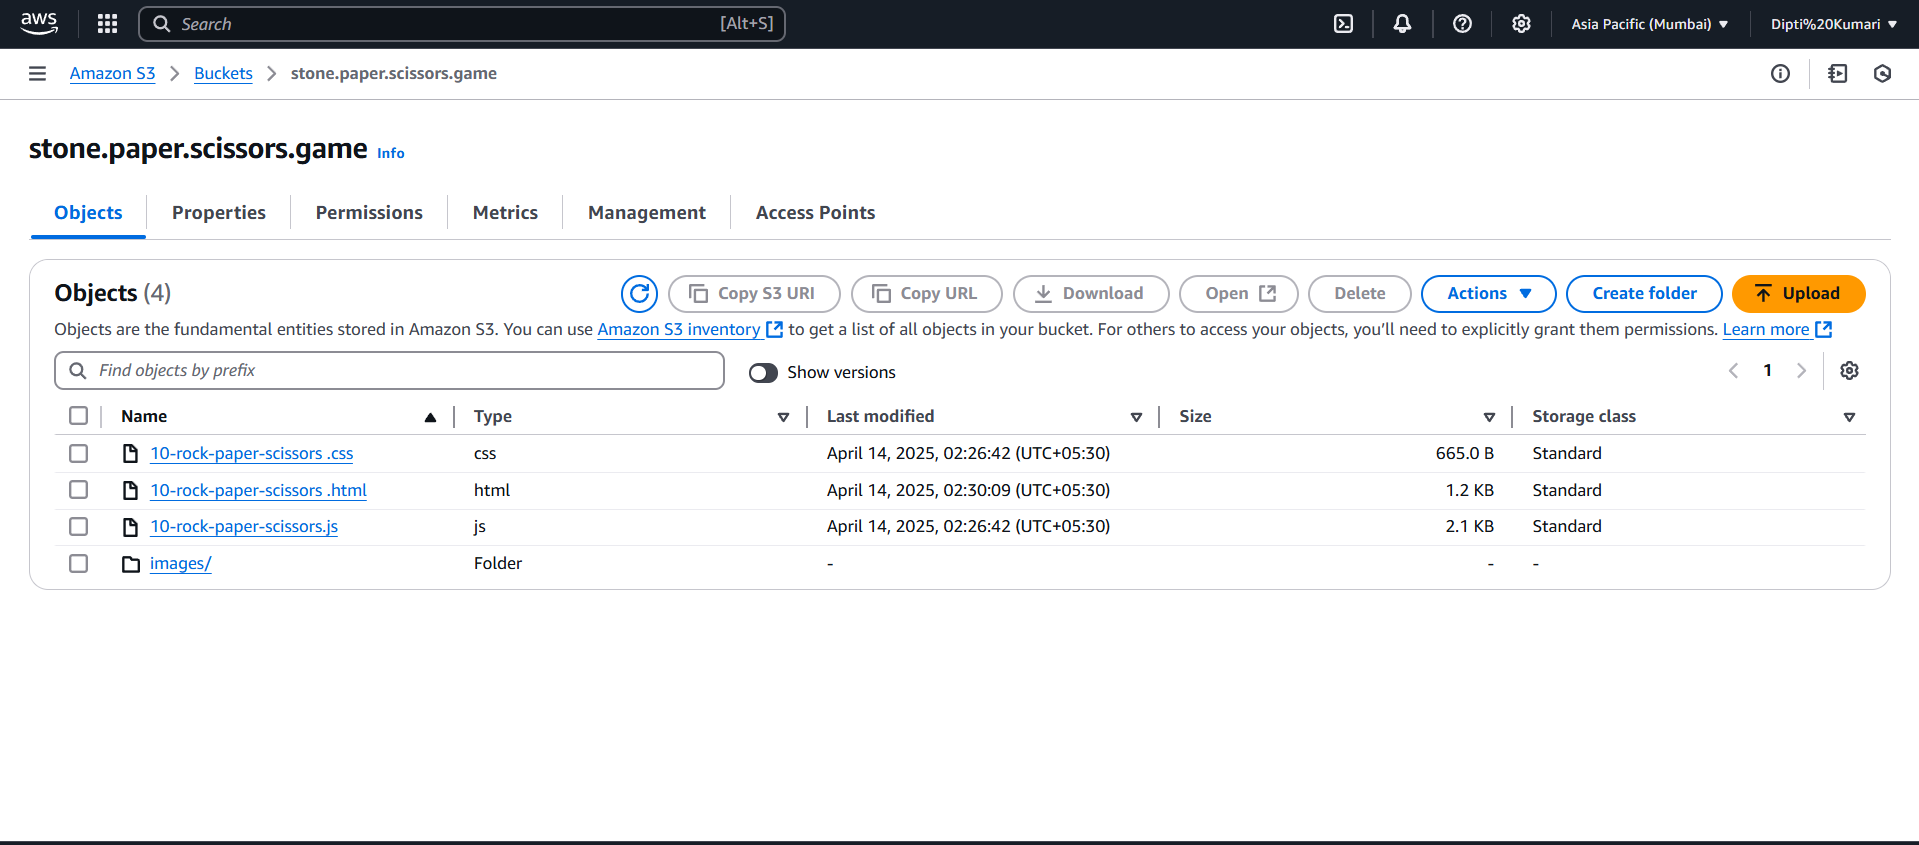 aws Search [Alt+S] Asia Pacific (Mumbai) Dipti%20Kumari
Amazon S3 Buckets stone.paper.scissors.game
stone.paper.scissors.game Info
Objects Properties Permissions Metrics Management Access Points
Objects (4) Copy S3 URI Copy URL Download Open Delete Actions Create folder Upload
Objects are the fundamental entities stored in Amazon S3. You can use Amazon S3 inventory to get a list of all objects in your bucket. For others to access your objects, you’ll need to explicitly grant them permissions. Learn more
Find objects by prefix Show versions 1
Name Type Last modified Size Storage class
10-rock-paper-scissors .css css April 14, 2025, 02:26:42 (UTC+05:30) 665.0 B Standard
10-rock-paper-scissors .html html April 14, 2025, 02:30:09 (UTC+05:30) 1.2 KB Standard
10-rock-paper-scissors.js js April 14, 2025, 02:26:42 (UTC+05:30) 2.1 KB Standard
images/ Folder - - -